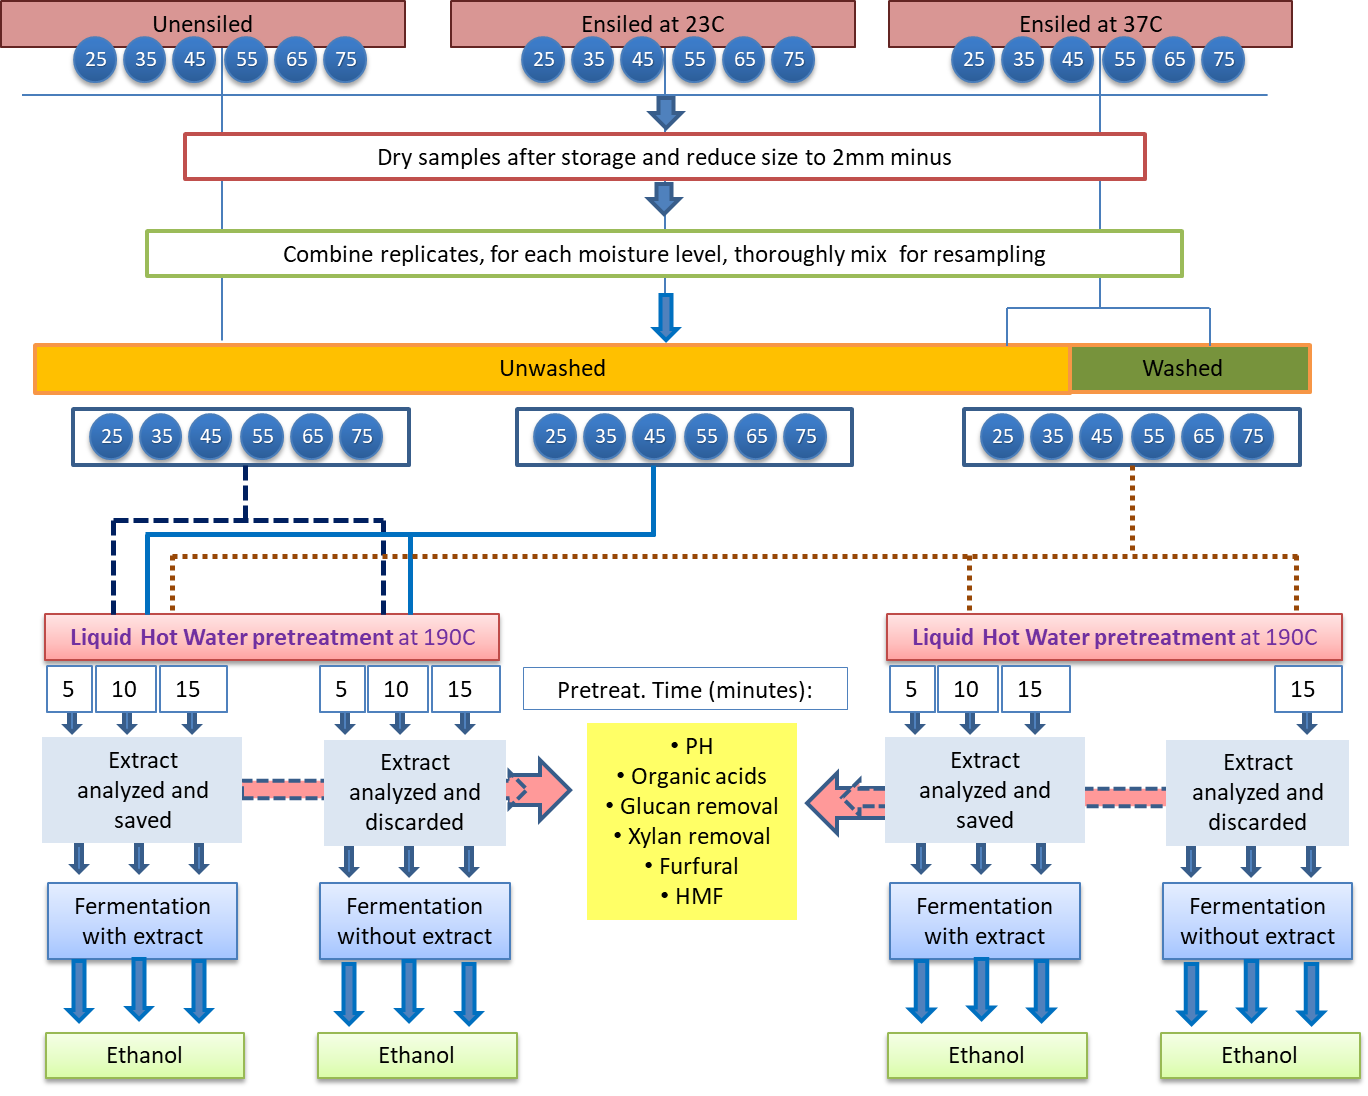 Unensiled
Ensiled at 23C
Ensiled at 37C
25 35 45 55 65 75
25 35 45 55 65 75
25 35 45 55 65 75
Dry samples after storage and reduce size to 2mm minus
Combine replicates, for each moisture level, thoroughly mix for resampling
Unwashed
Washed
25 35 45 55 65 75
25 35 45 55 65 75
25 35 45 55 65 75
Liquid Hot Water pretreatment at 190C
Liquid Hot Water pretreatment at 190C
5 10 15
5 10 15
Pretreat. Time (minutes):
5 10 15
15
Extract
analyzed and
saved
Extract
analyzed and
discarded
• PH
• Organic acids
• Glucan removal
• Xylan removal
• Furfural
• HMF
Extract
analyzed and
saved
Extract
analyzed and
discarded
Fermentation
with extract
Fermentation
without extract
Fermentation
with extract
Fermentation
without extract
Ethanol
Ethanol
Ethanol
Ethanol